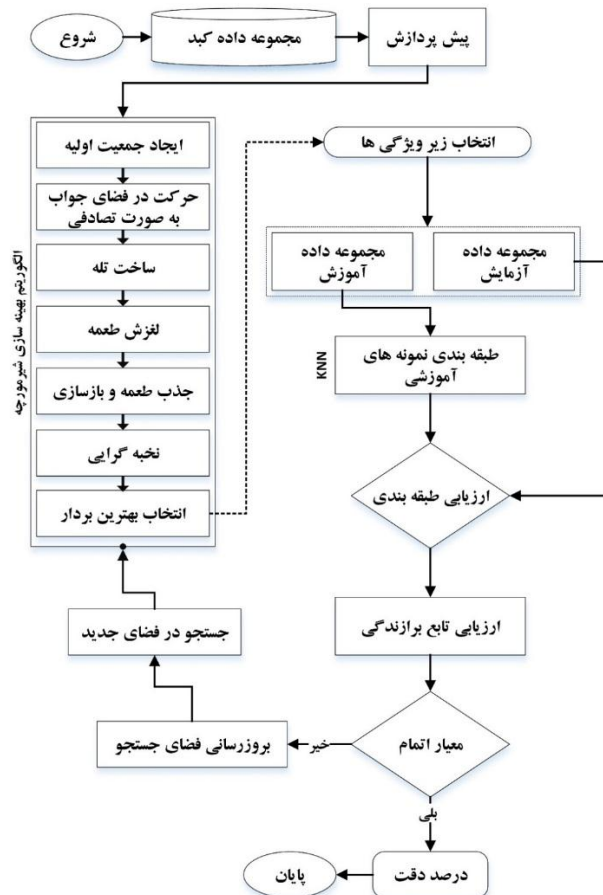 شروع
مجموعه داده کبد
پیش پردازش
الگوریتم بهینه سازی شیرمورچه
ایجاد جمعیت اولیه
حرکت در فضای جواب
به صورت تصادفی
ساخت تله
لغزش طعمه
جذب طعمه و بازسازی
نخبه گرایی
انتخاب بهترین بردار
انتخاب زیر ویژگی ها
مجموعه داده
آموزش
مجموعه داده
آزمایش
KNN
طبقه بندی نمونه های
آموزشی
ارزیابی طبقه بندی
ارزیابی تابع برازندگی
معیار اتمام
خیر
بروزرسانی فضای جستجو
جستجو در فضای جدید
بلی
درصد دقت
پایان